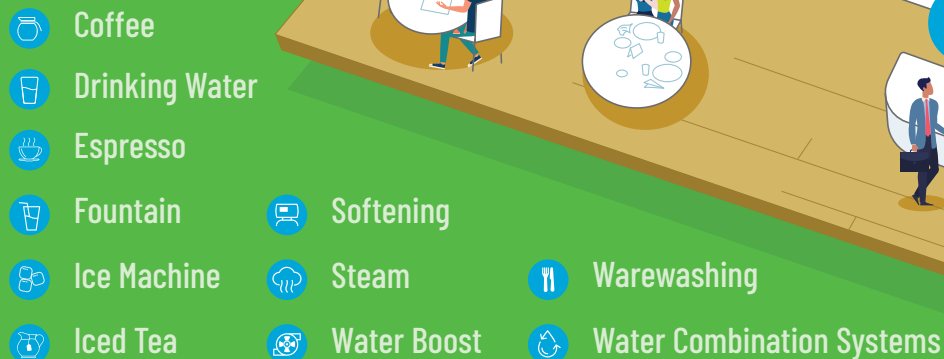 Coffee
Drinking Water
Espresso
Fountain
Ice Machine
Iced Tea
Softening
Steam
Water Boost
Warewashing
Water Combination Systems